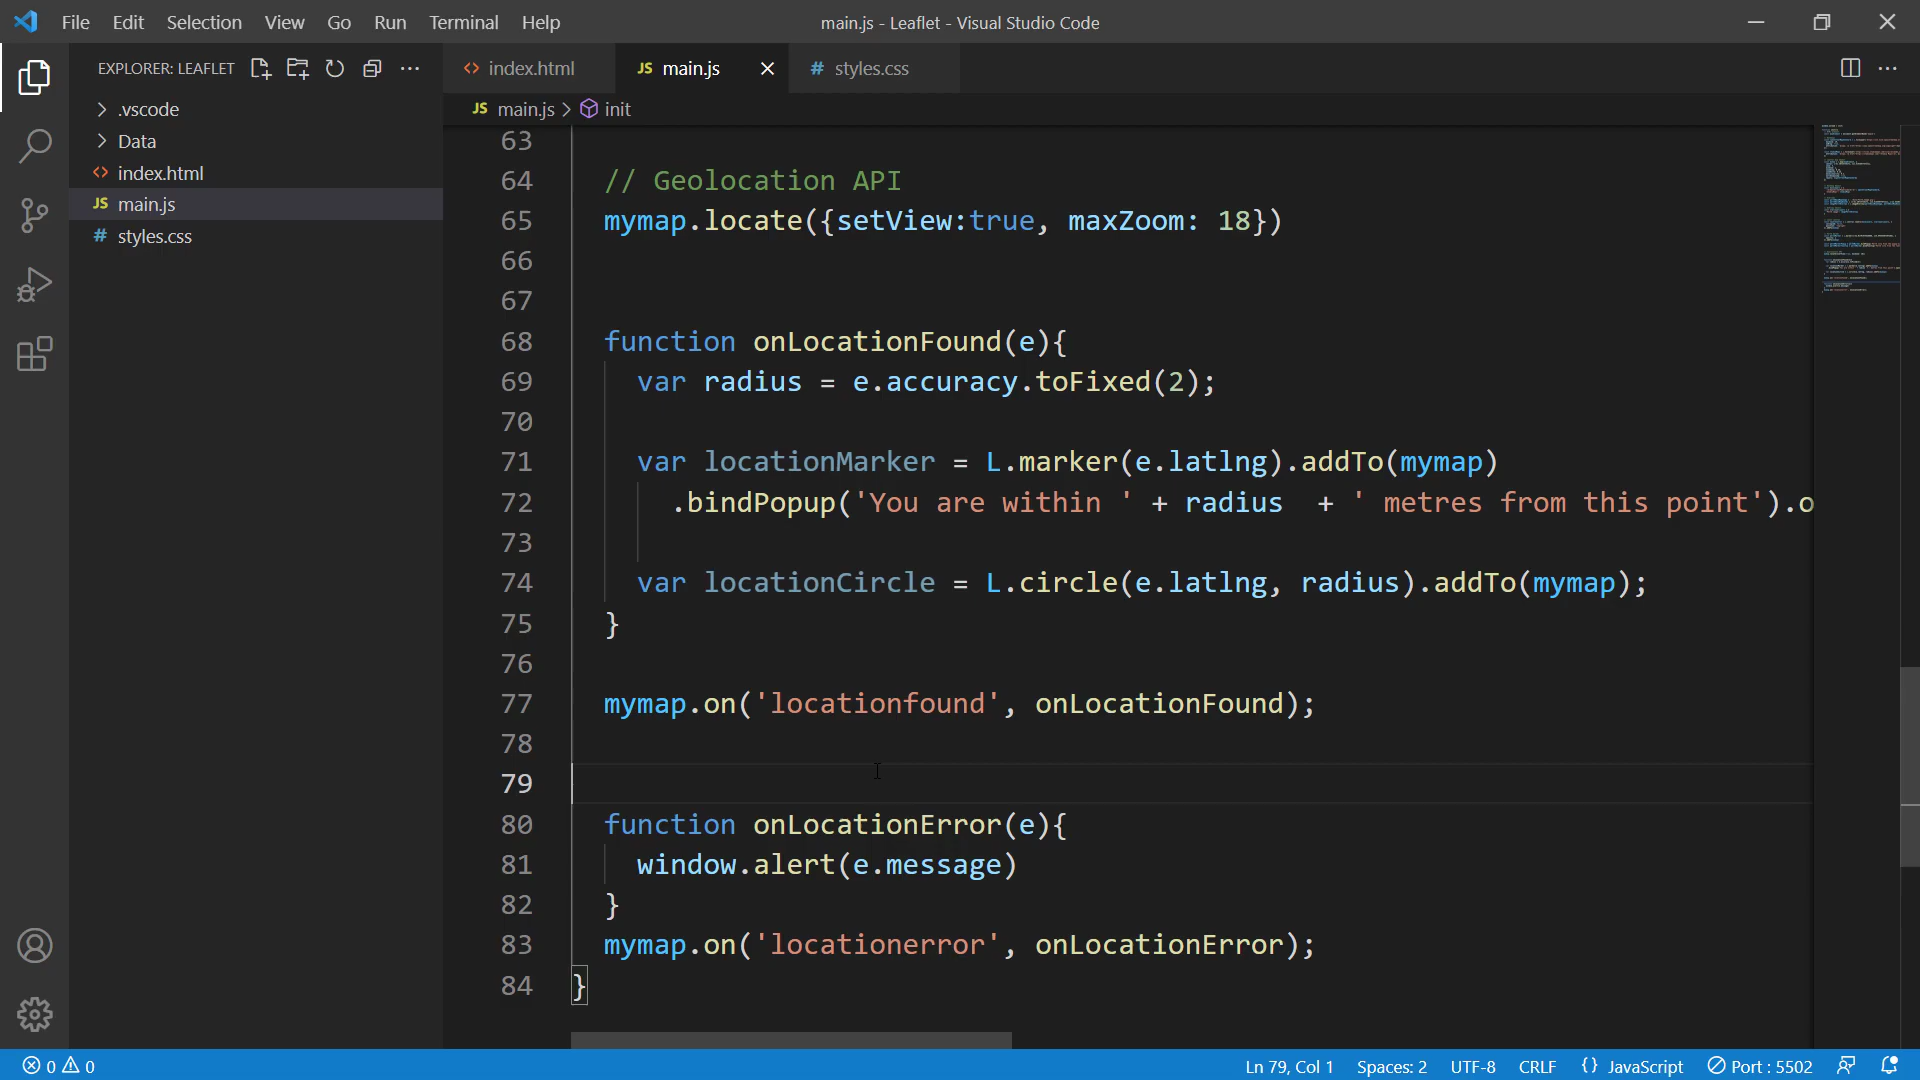 File Edit Selection View Go Run Terminal Help
main.js - Leaflet - Visual Studio Code
EXPLORER: LEAFLET
.vscode
Data
<> index.html
JS main.js
# styles.css
<> index.html
JS main.js
# styles.css
JS main.js > init
63
64 // Geolocation API
65 mymap.locate({setView:true, maxZoom: 18})
66
67
68 function onLocationFound(e){
69 var radius = e.accuracy.toFixed(2);
70
71 var locationMarker = L.marker(e.latlng).addTo(mymap)
72 .bindPopup('You are within ' + radius  + ' metres from this point').o
73
74 var locationCircle = L.circle(e.latlng, radius).addTo(mymap);
75 }
76
77 mymap.on('locationfound', onLocationFound);
78
79
80 function onLocationError(e){
81 window.alert(e.message)
82 }
83 mymap.on('locationerror', onLocationError);
84 }
0 0
Ln 79, Col 1 Spaces: 2 UTF-8 CRLF {} JavaScript Port : 5502